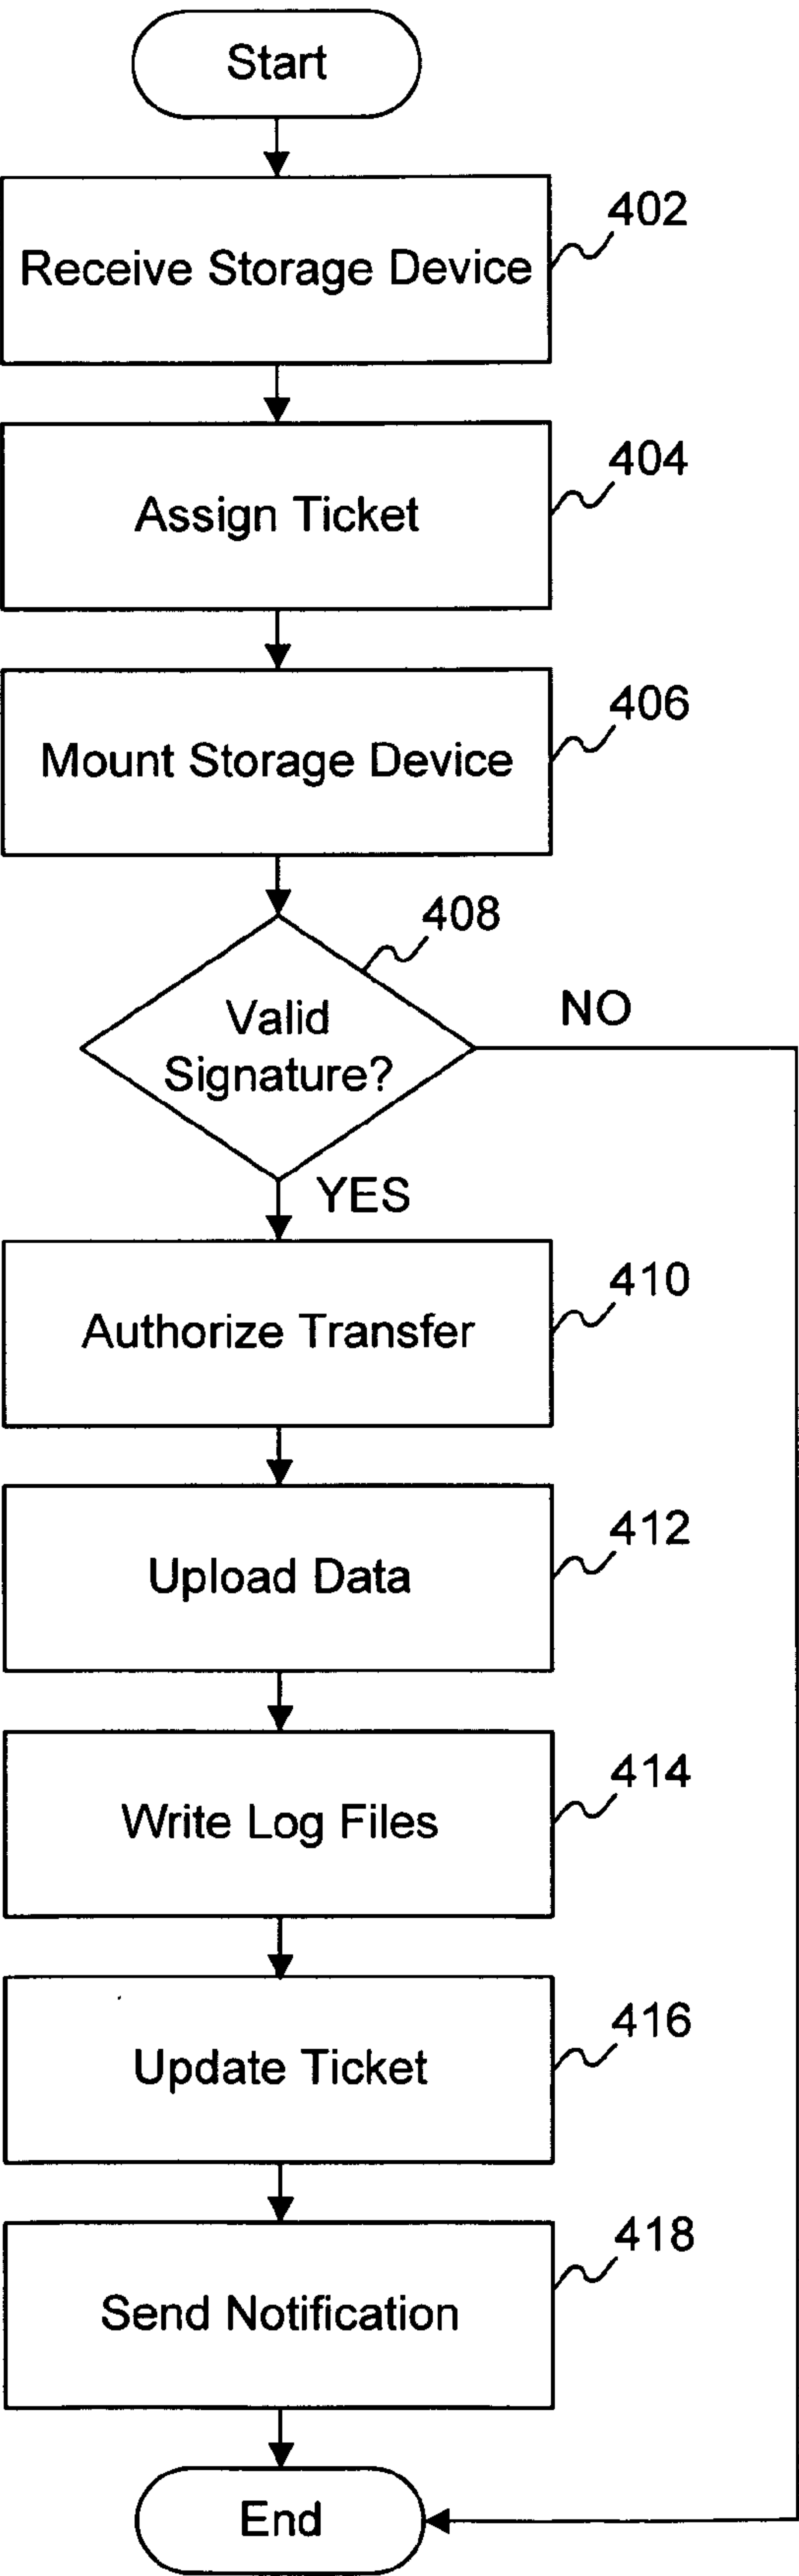 Start
402
Receive Storage Device
404
Assign Ticket
406
Mount Storage Device
408
Valid
Signature?
NO
YES
410
Authorize Transfer
412
Upload Data
414
Write Log Files
416
Update Ticket
418
Send Notification
End